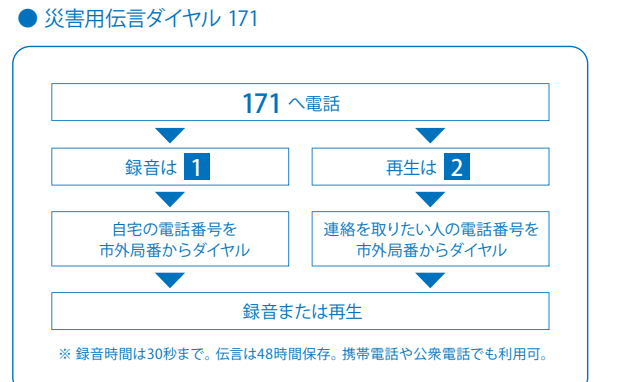 ● 災害用伝言ダイヤル 171
171 へ電話
録音は 1
再生は 2
自宅の電話番号を
市外局番からダイヤル
連絡を取りたい人の電話番号を
市外局番からダイヤル
録音または再生
※ 録音時間は30秒まで。伝言は48時間保存。携帯電話や公衆電話でも利用可。